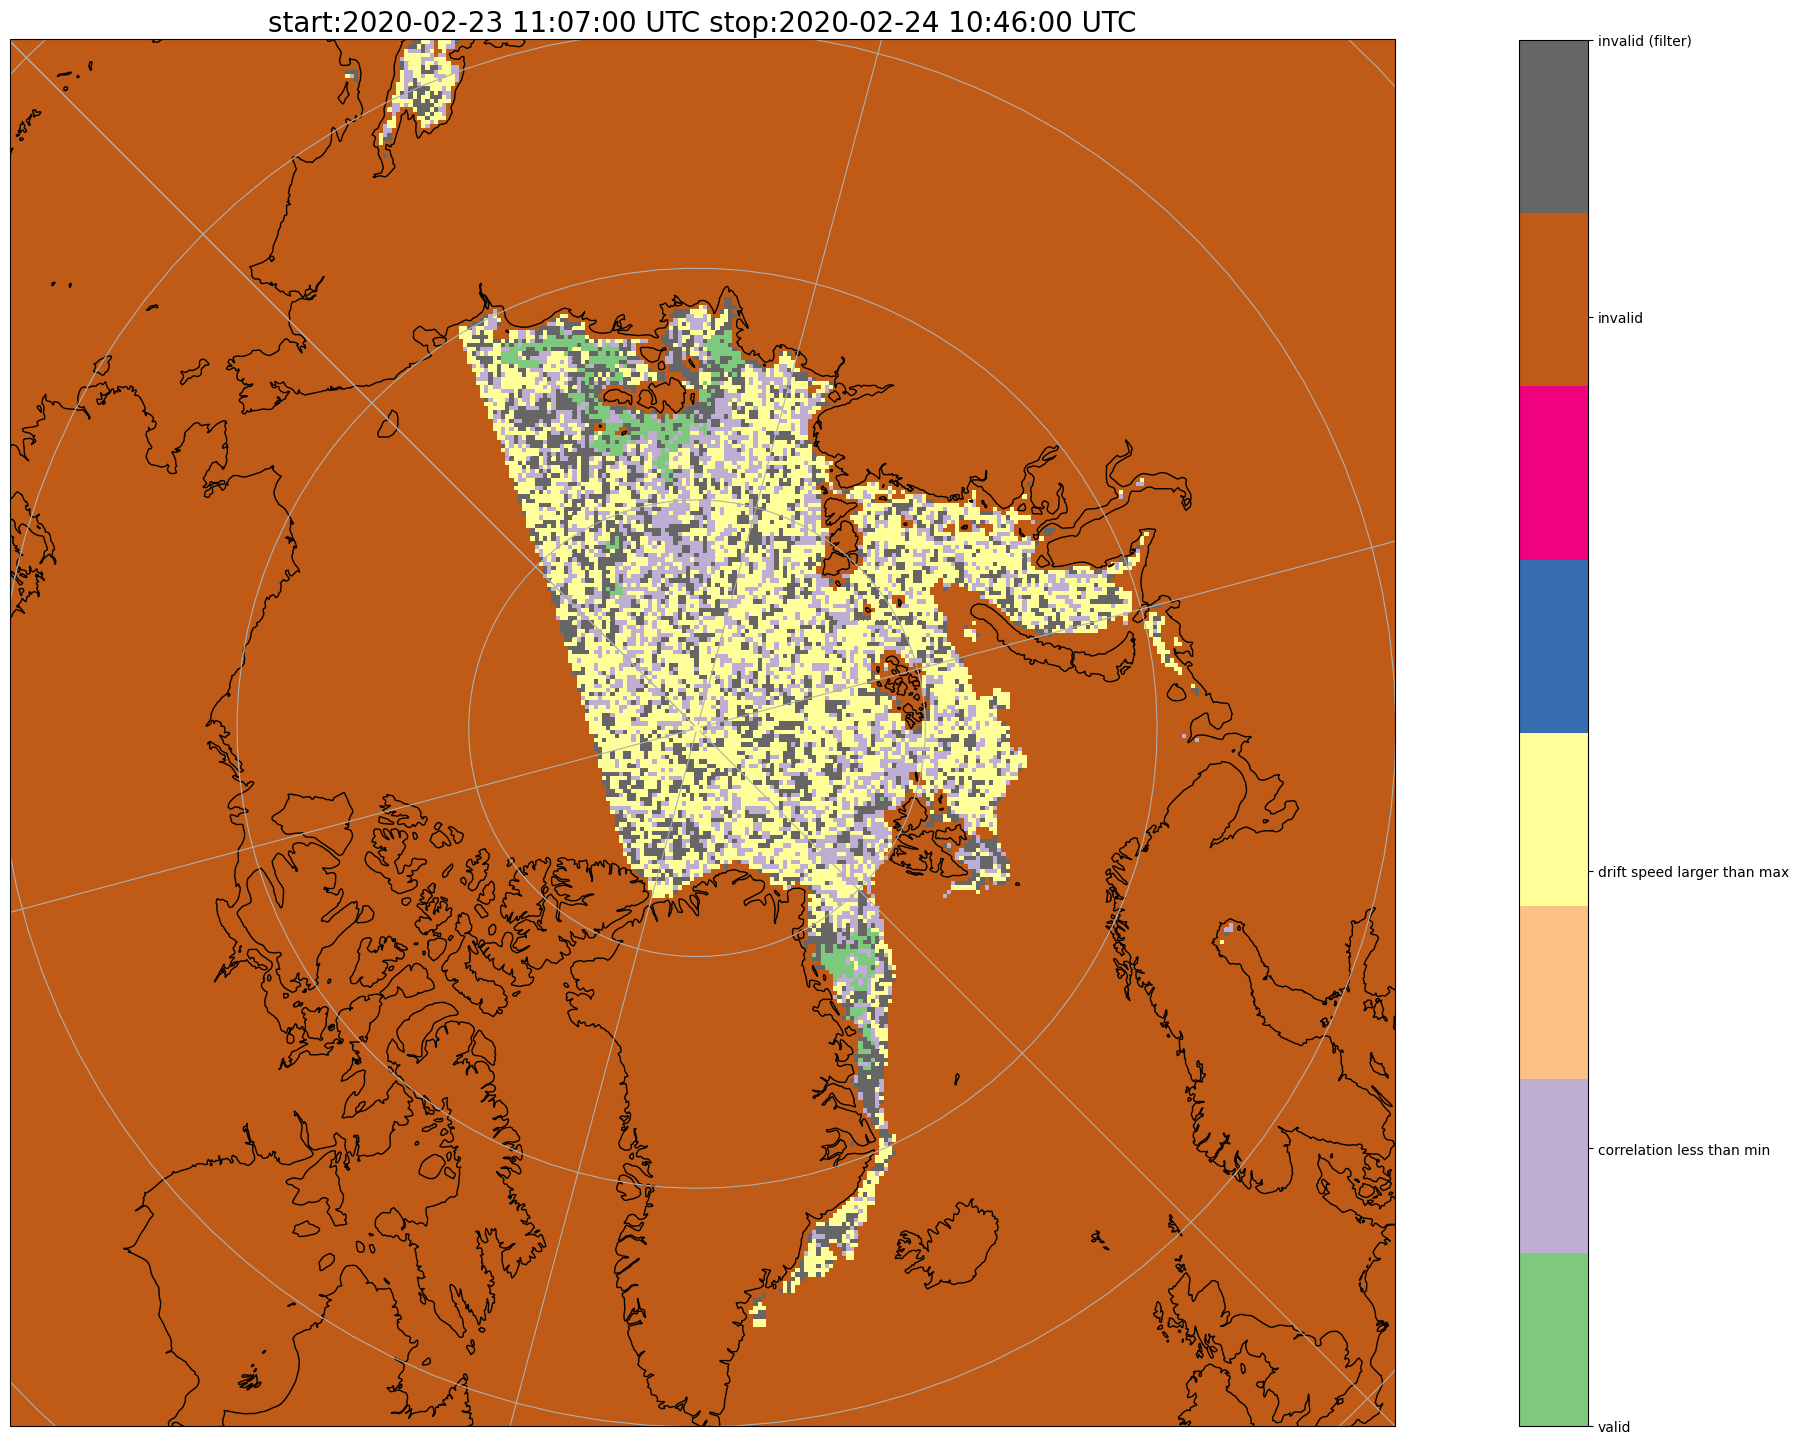 start:2020-02-23 11:07:00 UTC stop:2020-02-24 10:46:00 UTC
invalid (filter)
invalid
drift speed larger than max
correlation less than min
valid